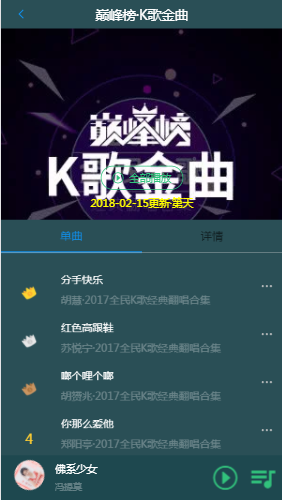 巅峰榜·K歌金曲
巅峰榜
K歌金曲
全部播放
2018-02-15更新·第天
单曲
详情
分手快乐
胡慧·2017全民K歌经典翻唱合集
红色高跟鞋
苏悦宁·2017全民K歌经典翻唱合集
嘟个哩个嘟
胡贺兆·2017全民K歌经典翻唱合集
4
你那么爱他
郑阳亭·2017全民K歌经典翻唱合集
佛系少女
冯提莫